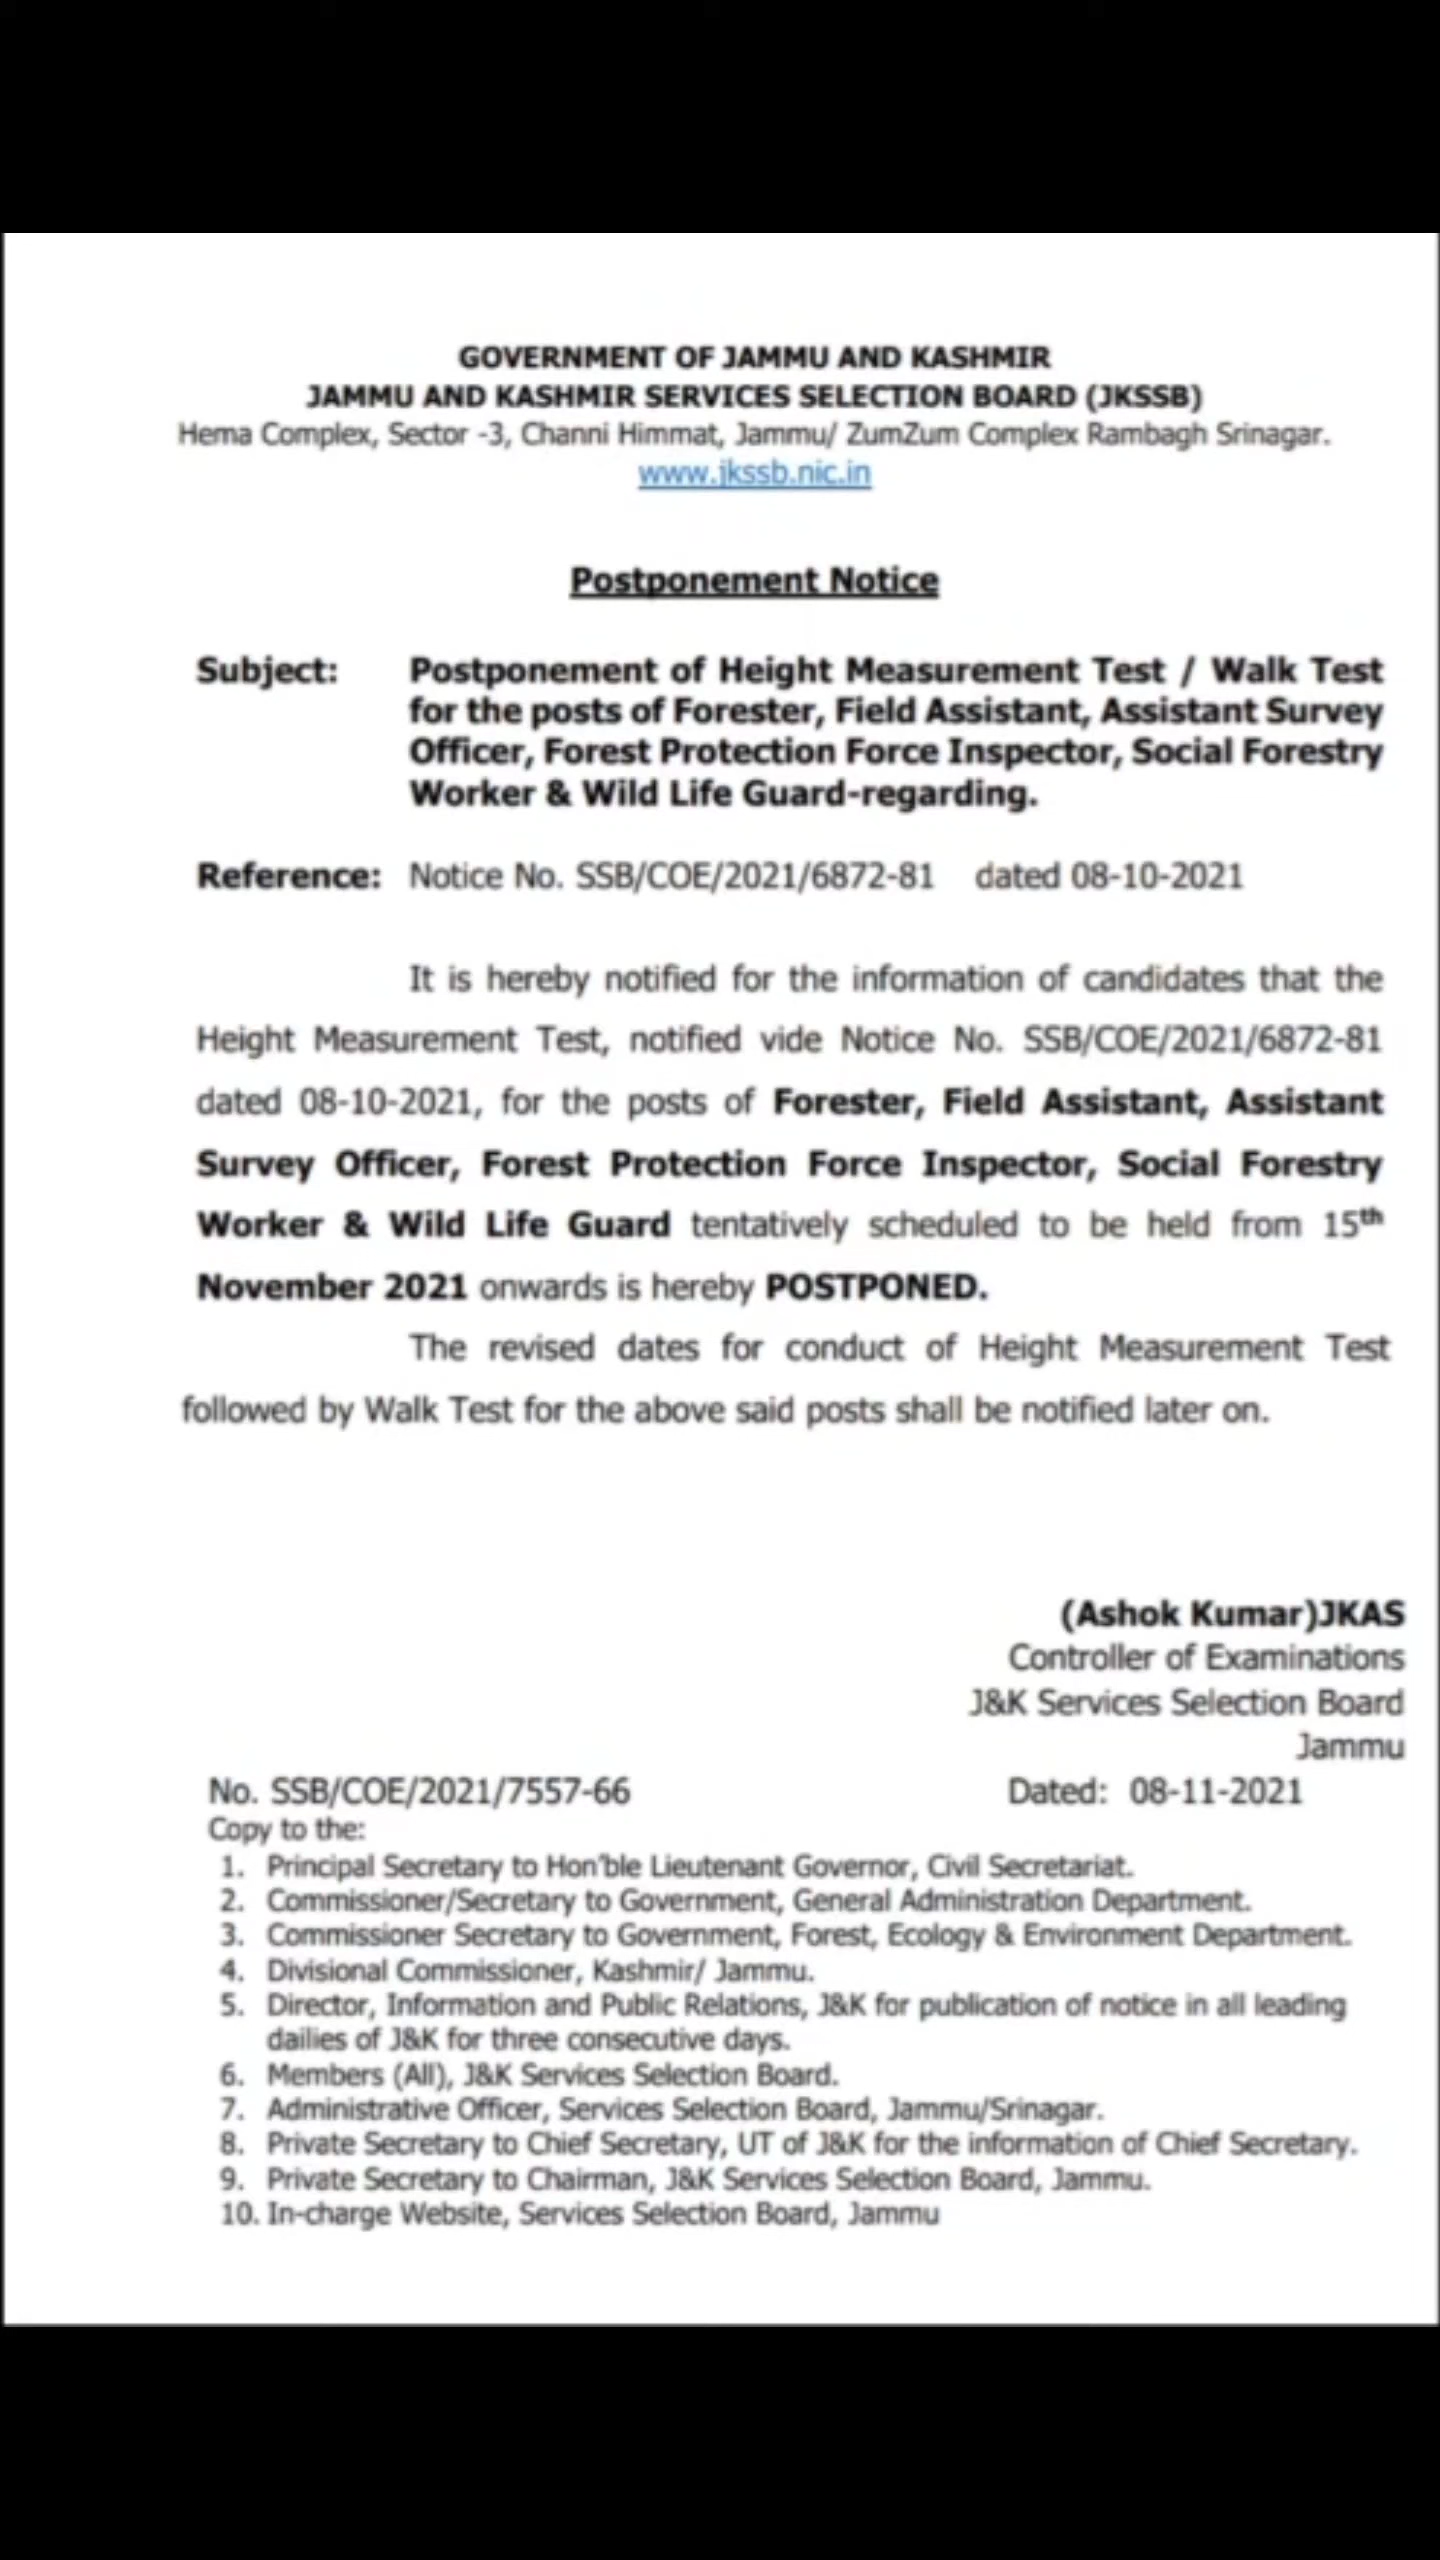 GOVERNMENT OF JAMMU AND KASHMIR
JAMMU AND KASHMIR SERVICES SELECTION BOARD (JKSSB)
Hema Complex, Sector -3, Channi Himmat, Jammu/ ZumZum Complex Rambagh Srinagar.
www.jkssb.nic.in
Postponement Notice
Subject: Postponement of Height Measurement Test / Walk Test
for the posts of Forester, Field Assistant, Assistant Survey
Officer, Forest Protection Force Inspector, Social Forestry
Worker & Wild Life Guard-regarding.
Reference: Notice No. SSB/COE/2021/6872-81 dated 08-10-2021
It is hereby notified for the information of candidates that the
Height Measurement Test, notified vide Notice No. SSB/COE/2021/6872-81
dated 08-10-2021, for the posts of Forester, Field Assistant, Assistant
Survey Officer, Forest Protection Force Inspector, Social Forestry
Worker & Wild Life Guard tentatively scheduled to be held from 15th
November 2021 onwards is hereby POSTPONED.
The revised dates for conduct of Height Measurement Test
followed by Walk Test for the above said posts shall be notified later on.
(Ashok Kumar)JKAS
Controller of Examinations
J&K Services Selection Board
Jammu
No. SSB/COE/2021/7557-66 Dated: 08-11-2021
Copy to the:
1. Principal Secretary to Hon'ble Lieutenant Governor, Civil Secretariat.
2. Commissioner/Secretary to Government, General Administration Department.
3. Commissioner Secretary to Government, Forest, Ecology & Environment Department.
4. Divisional Commissioner, Kashmir/ Jammu.
5. Director, Information and Public Relations, J&K for publication of notice in all leading
dailies of J&K for three consecutive days.
6. Members (All), J&K Services Selection Board.
7. Administrative Officer, Services Selection Board, Jammu/Srinagar.
8. Private Secretary to Chief Secretary, UT of J&K for the information of Chief Secretary.
9. Private Secretary to Chairman, J&K Services Selection Board, Jammu.
10. In-charge Website, Services Selection Board, Jammu